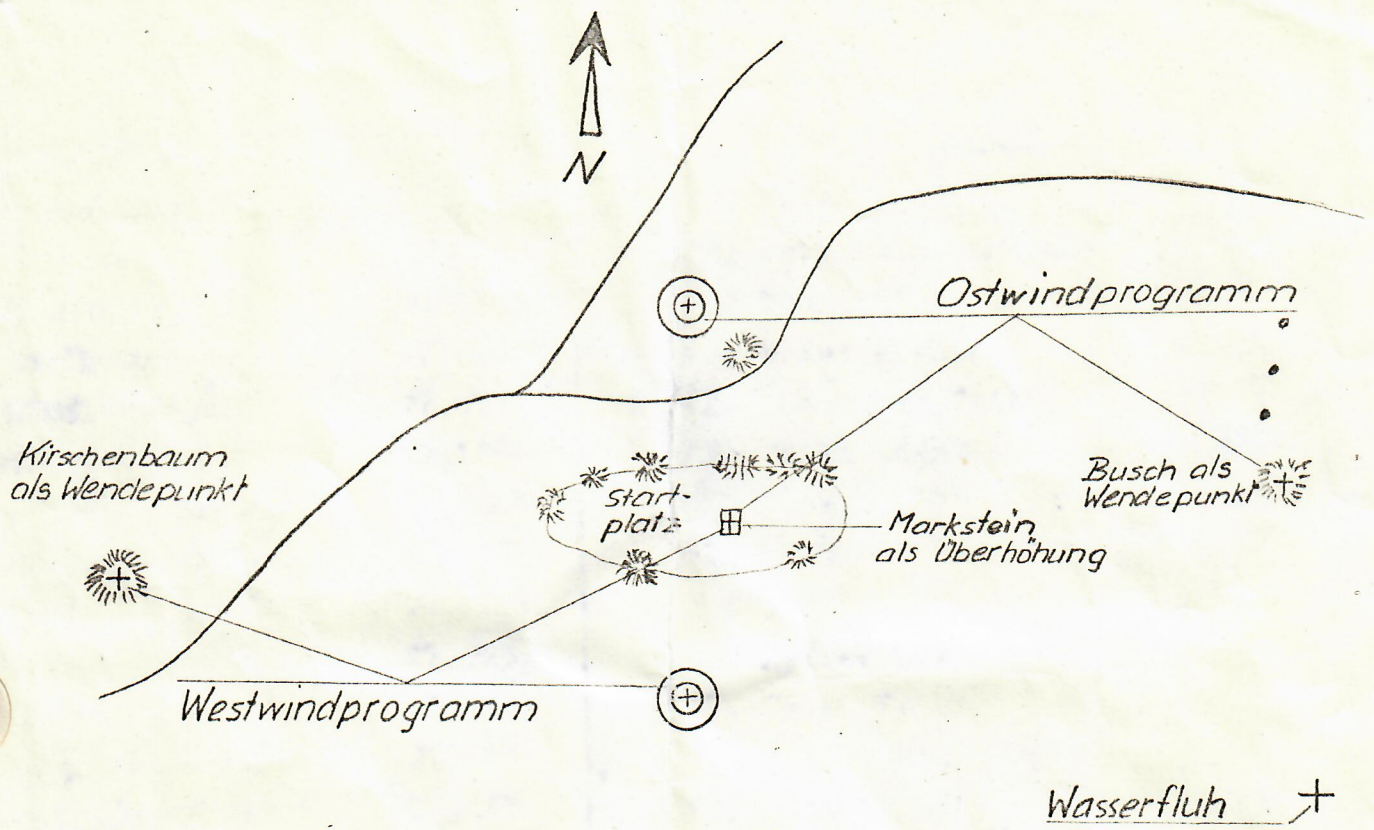 N
Ostwindprogramm
Kirschenbaum
als Wendepunkt
Busch als
Wendepunkt
Start-
platz
Markstein
als Überhöhung
Westwindprogramm
Wasserfluh